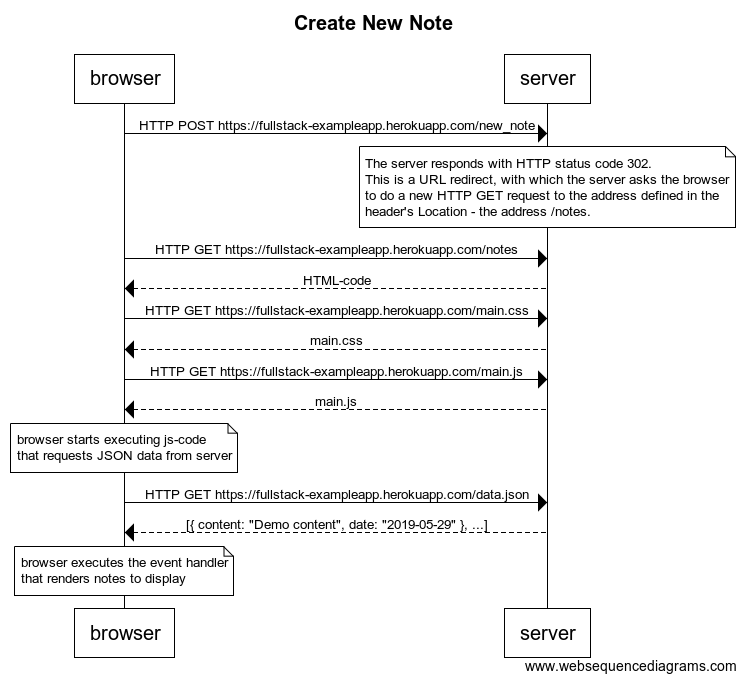 Create New Note
browser
server
HTTP POST https://fullstack-exampleapp.herokuapp.com/new_note
The server responds with HTTP status code 302.
This is a URL redirect, with which the server asks the browser
to do a new HTTP GET request to the address defined in the
header's Location - the address /notes.
HTTP GET https://fullstack-exampleapp.herokuapp.com/notes
HTML-code
HTTP GET https://fullstack-exampleapp.herokuapp.com/main.css
main.css
HTTP GET https://fullstack-exampleapp.herokuapp.com/main.js
main.js
browser starts executing js-code
that requests JSON data from server
HTTP GET https://fullstack-exampleapp.herokuapp.com/data.json
[{ content: "Demo content", date: "2019-05-29" }, ...]
browser executes the event handler
that renders notes to display
browser
server
www.websequencediagrams.com